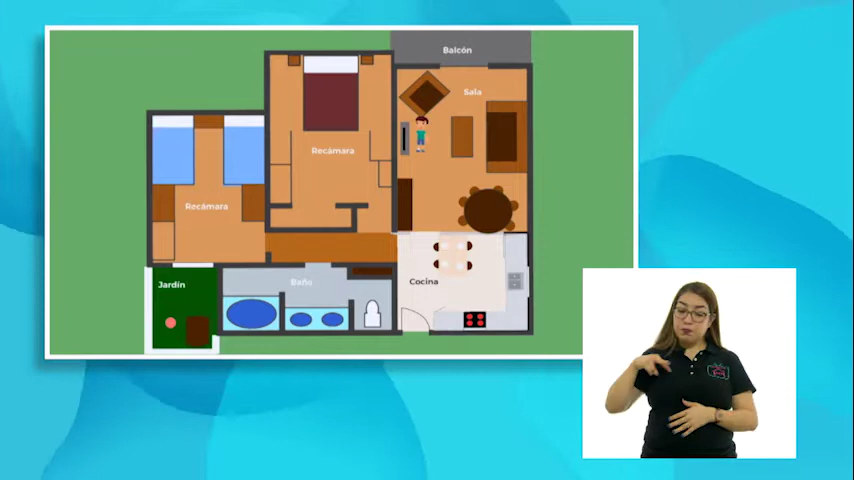 Balcón
Sala
Recámara
Recámara
Jardín
Baño
Cocina